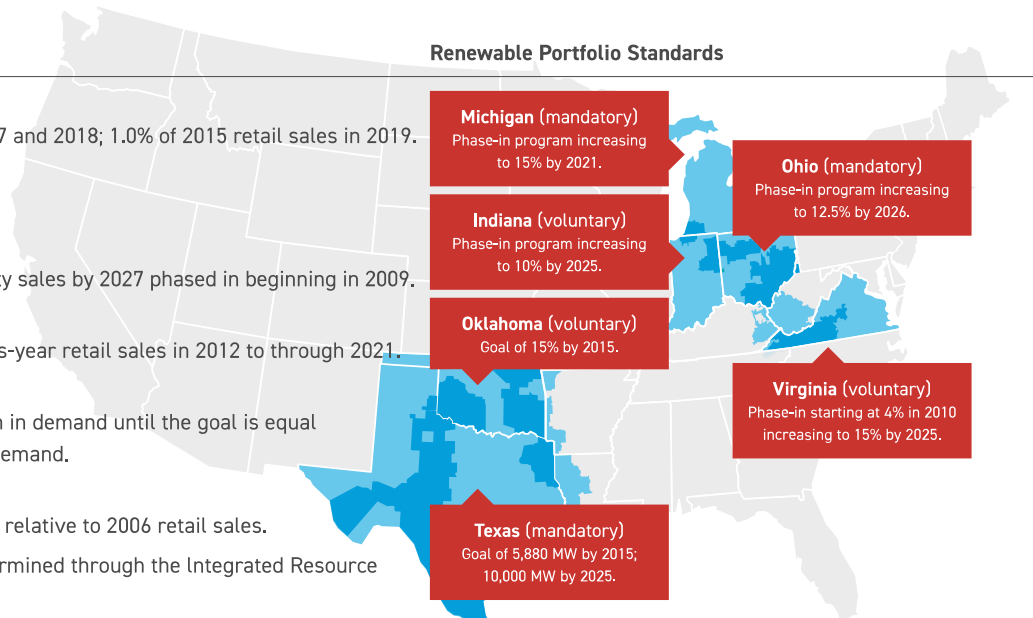 Renewable Portfolio Standards
7 and 2018; 1.0% of 2015 retail sales in 2019.
y sales by 2027 phased in beginning in 2009.
s-year retail sales in 2012 to through 2021.
in demand until the goal is equal
emand.
relative to 2006 retail sales.
rmined through the Integrated Resource
Michigan (mandatory)
Phase-in program increasing
to 15% by 2021.
Ohio (mandatory)
Phase-in program increasing
to 12.5% by 2026.
Indiana (voluntary)
Phase-in program increasing
to 10% by 2025.
Oklahoma (voluntary)
Goal of 15% by 2015.
Virginia (voluntary)
Phase-in starting at 4% in 2010
increasing to 15% by 2025.
Texas (mandatory)
Goal of 5,880 MW by 2015;
10,000 MW by 2025.